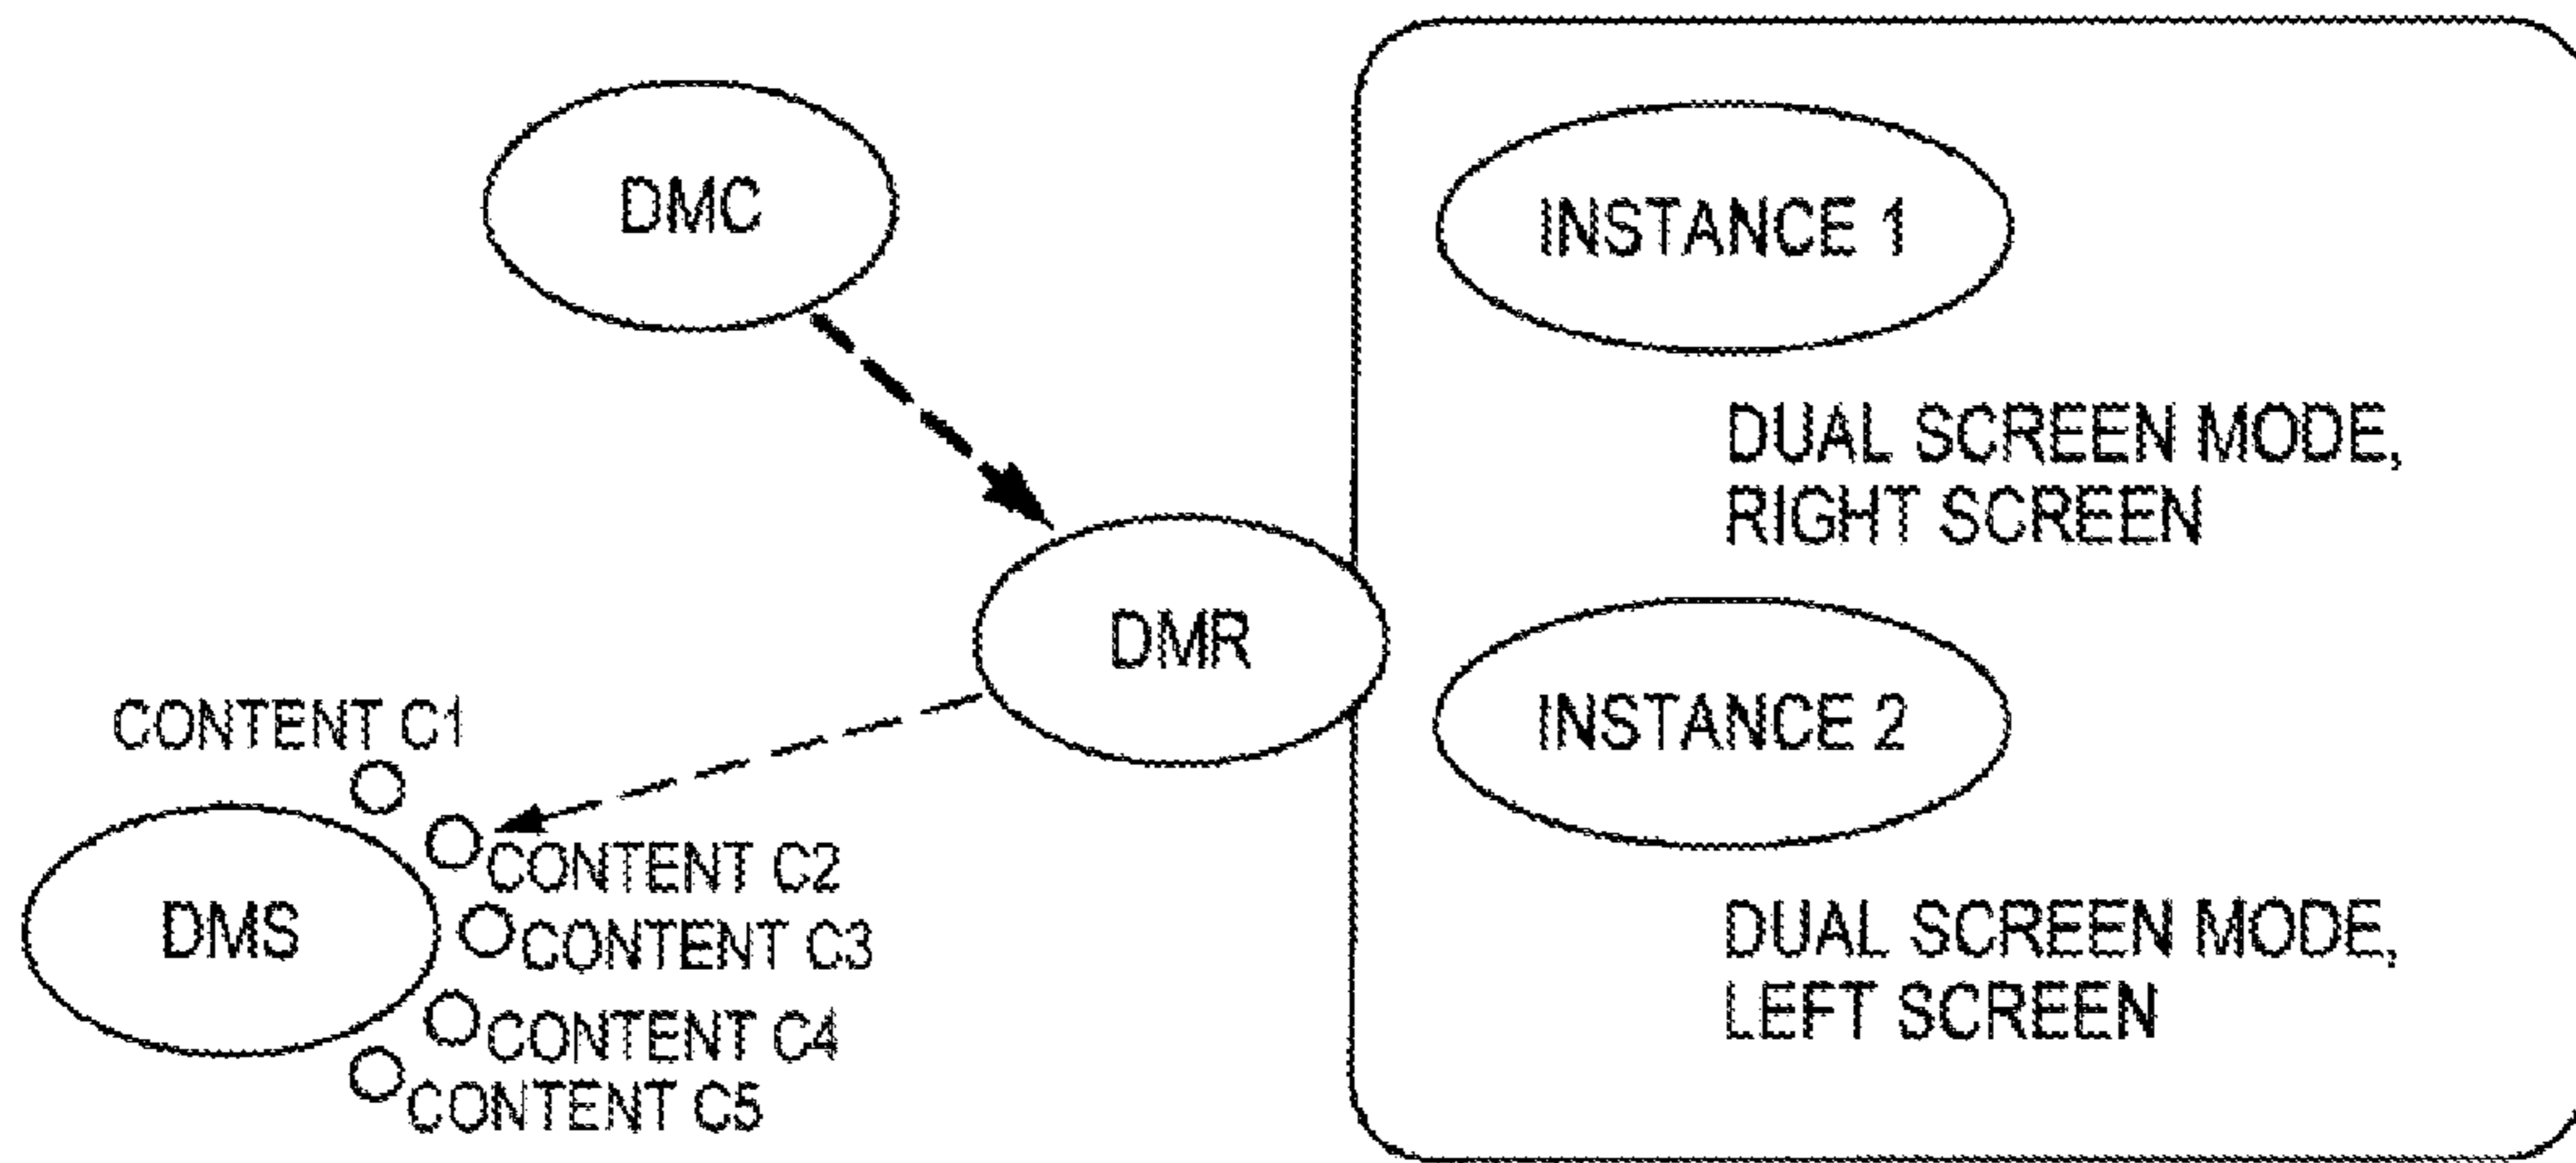 DMC
INSTANCE 1
DUAL SCREEN MODE,
RIGHT SCREEN
DMR
INSTANCE 2
DUAL SCREEN MODE,
LEFT SCREEN
CONTENT C1
CONTENT C2
DMS
CONTENT C3
CONTENT C4
CONTENT C5